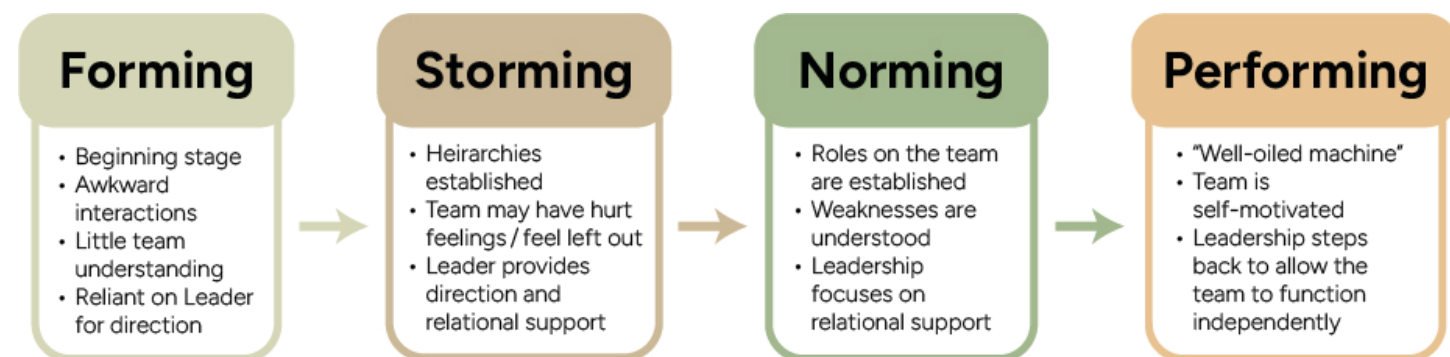 Forming
• Beginning stage
• Awkward
interactions
• Little team
understanding
• Reliant on Leader
for direction
Storming
• Heirarchies
established
• Team may have hurt
feelings / feel left out
• Leader provides
direction and
relational support
Norming
• Roles on the team
are established
• Weaknesses are
understood
• Leadership
focuses on
relational support
Performing
• “Well-oiled machine”
• Team is
self-motivated
• Leadership steps
back to allow the
team to function
independently